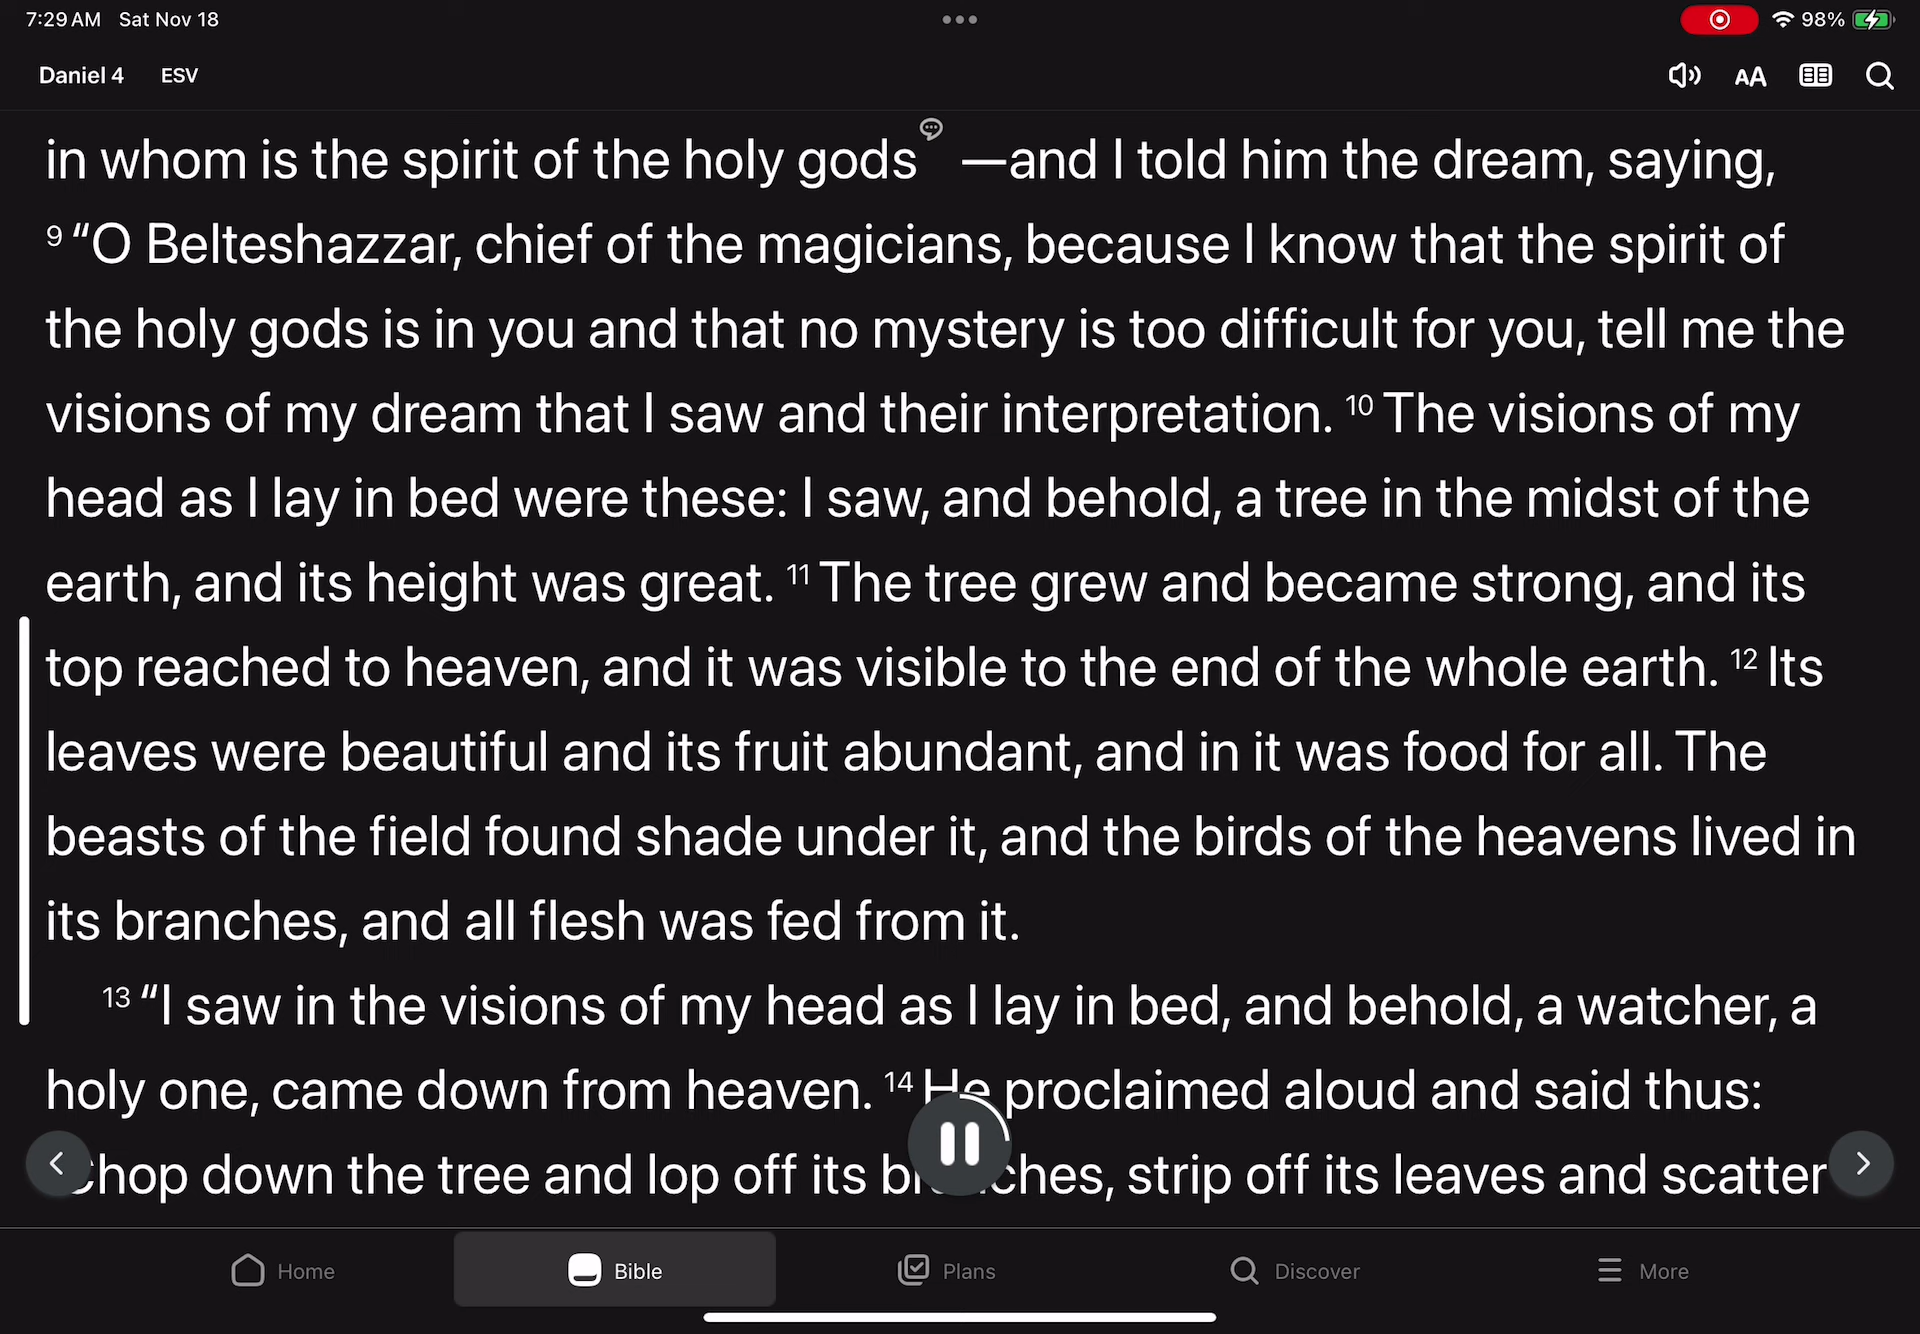 7:29 AM Sat Nov 18
98%
Daniel 4 ESV
AA
in whom is the spirit of the holy gods —and I told him the dream, saying,
9 “O Belteshazzar, chief of the magicians, because I know that the spirit of
the holy gods is in you and that no mystery is too difficult for you, tell me the
visions of my dream that I saw and their interpretation. 10 The visions of my
head as I lay in bed were these: I saw, and behold, a tree in the midst of the
earth, and its height was great. 11 The tree grew and became strong, and its
top reached to heaven, and it was visible to the end of the whole earth. 12 Its
leaves were beautiful and its fruit abundant, and in it was food for all. The
beasts of the field found shade under it, and the birds of the heavens lived in
its branches, and all flesh was fed from it.
13 “I saw in the visions of my head as I lay in bed, and behold, a watcher, a
holy one, came down from heaven. 14 He proclaimed aloud and said thus:
down the tree and lop off its strip off its leaves and scatter
Home
Bible
Plans
Discover
More